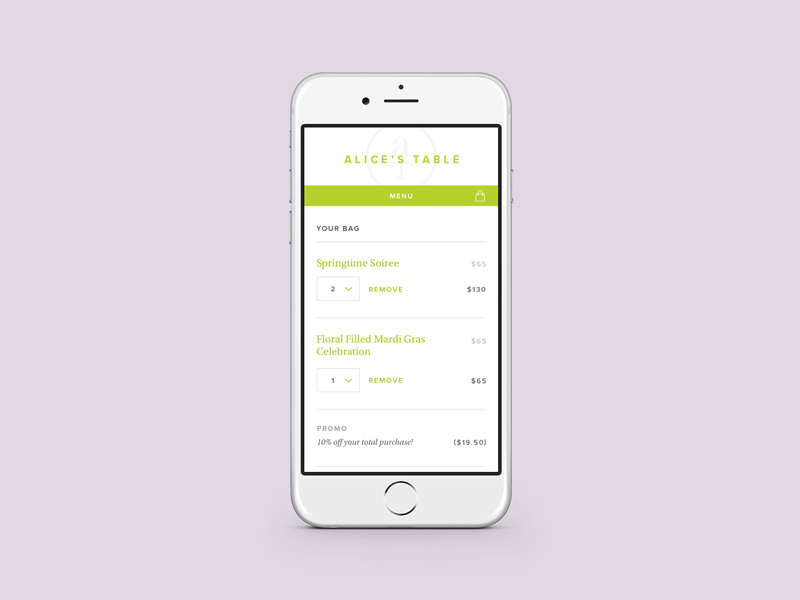 ALICE'S TABLE
MENU
YOUR BAG
Springtime Soiree $65
2 REMOVE $130
Floral Filled Mardi Gras $65
Celebration
1 REMOVE $65
PROMO
10% off your total purchase! ($19.50)